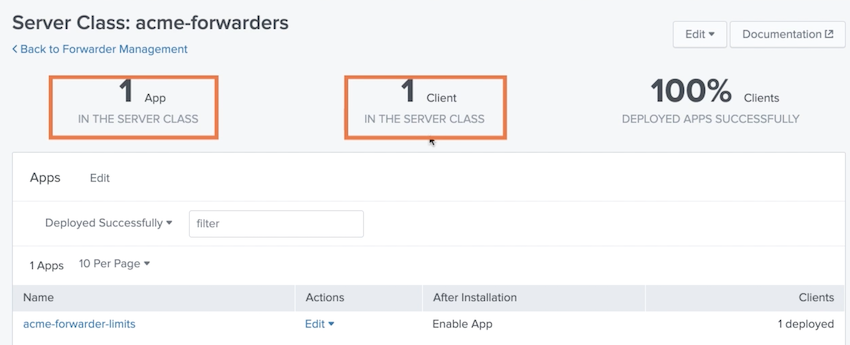 Server Class: acme-forwarders
Edit
Documentation
Back to Forwarder Management
1 App
IN THE SERVER CLASS
1 Client
IN THE SERVER CLASS
100% Clients
DEPLOYED APPS SUCCESSFULLY
Apps Edit
Deployed Successfully filter
1 Apps 10 Per Page
Name Actions After Installation Clients
acme-forwarder-limits Edit Enable App 1 deployed